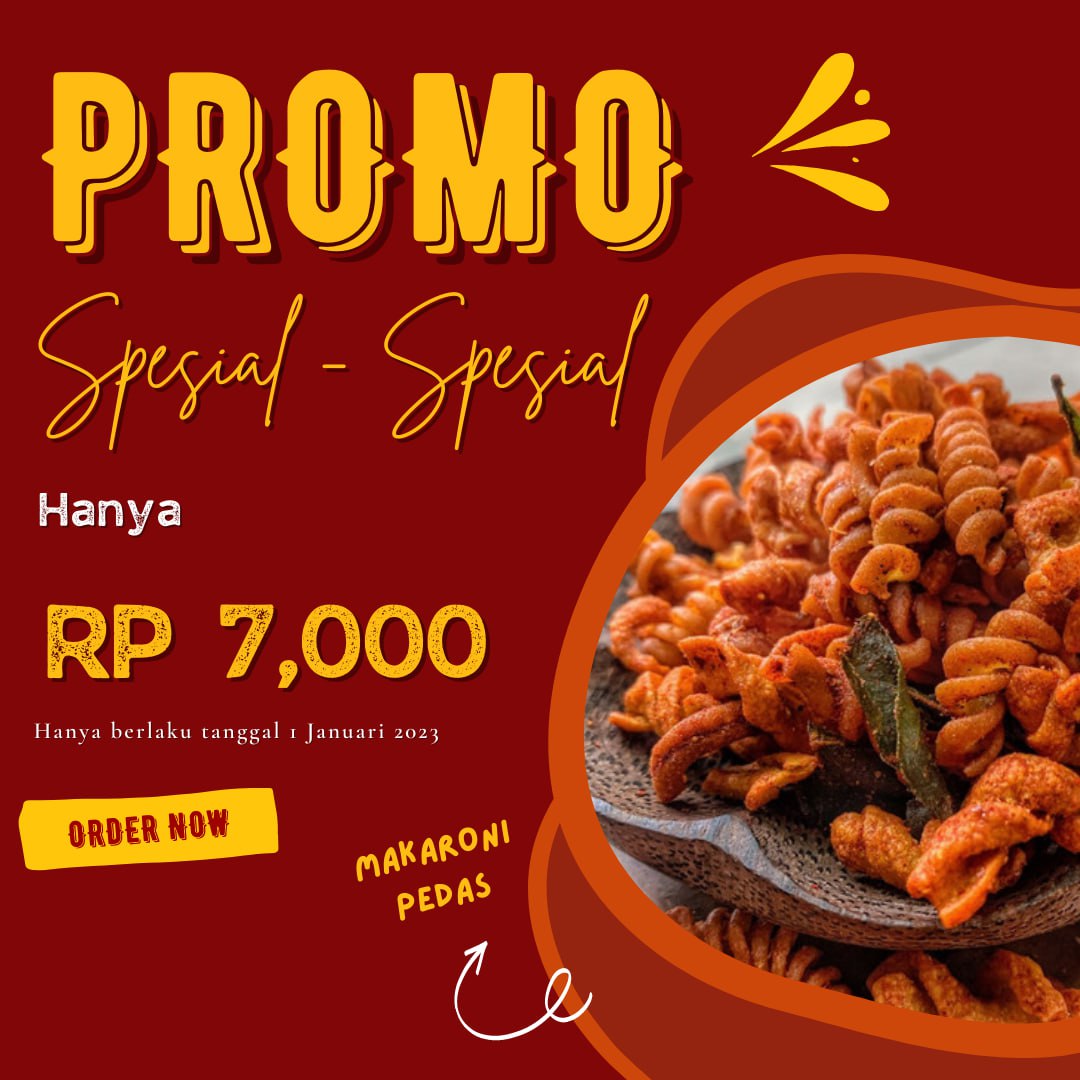 PROMO
Spesial - Spesial
Hanya
RP 7,000
Hanya berlaku tanggal 1 Januari 2023
ORDER NOW
MAKARONI
PEDAS